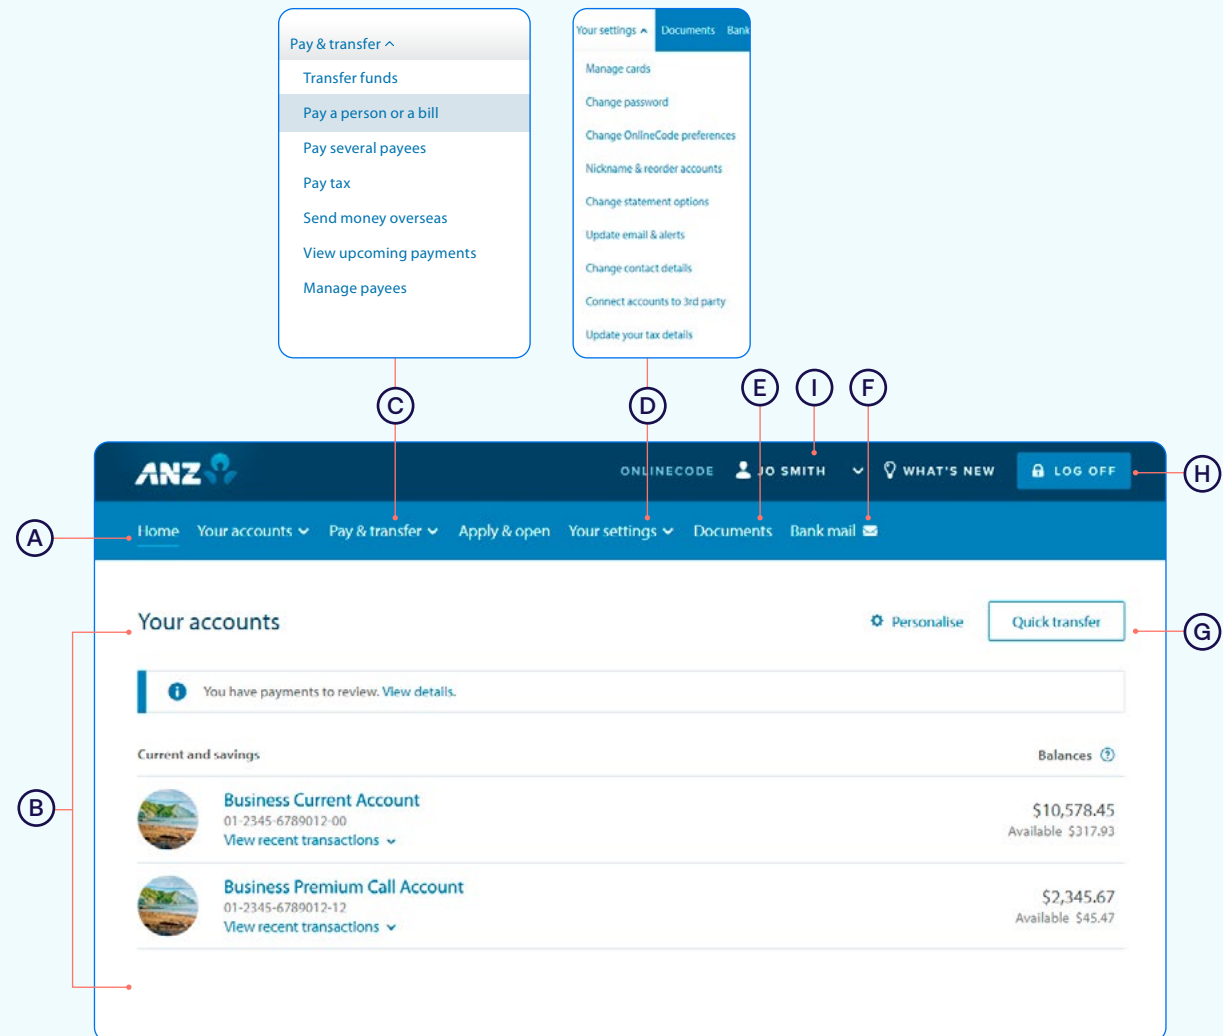 Pay & transfer
Transfer funds
Pay a person or a bill
Pay several payees
Pay tax
Send money overseas
View upcoming payments
Manage payees
Your settings Documents Bank
Manage cards
Change password
Change OnlineCode preferences
Nickname & reorder accounts
Change statement options
Update email & alerts
Change contact details
Connect accounts to 3rd party
Update your tax details
C
D
E
I
F
ANZ
ONLINECODE JO SMITH WHAT'S NEW LOG OFF
H
A
Home Your accounts Pay & transfer Apply & open Your settings Documents Bank mail
Your accounts
Personalise Quick transfer
G
You have payments to review. View details.
Current and savings Balances ?
B
Business Current Account
01-2345-6789012-00
View recent transactions
$10,578.45
Available $317.93
Business Premium Call Account
01-2345-6789012-12
View recent transactions
$2,345.67
Available $45.47